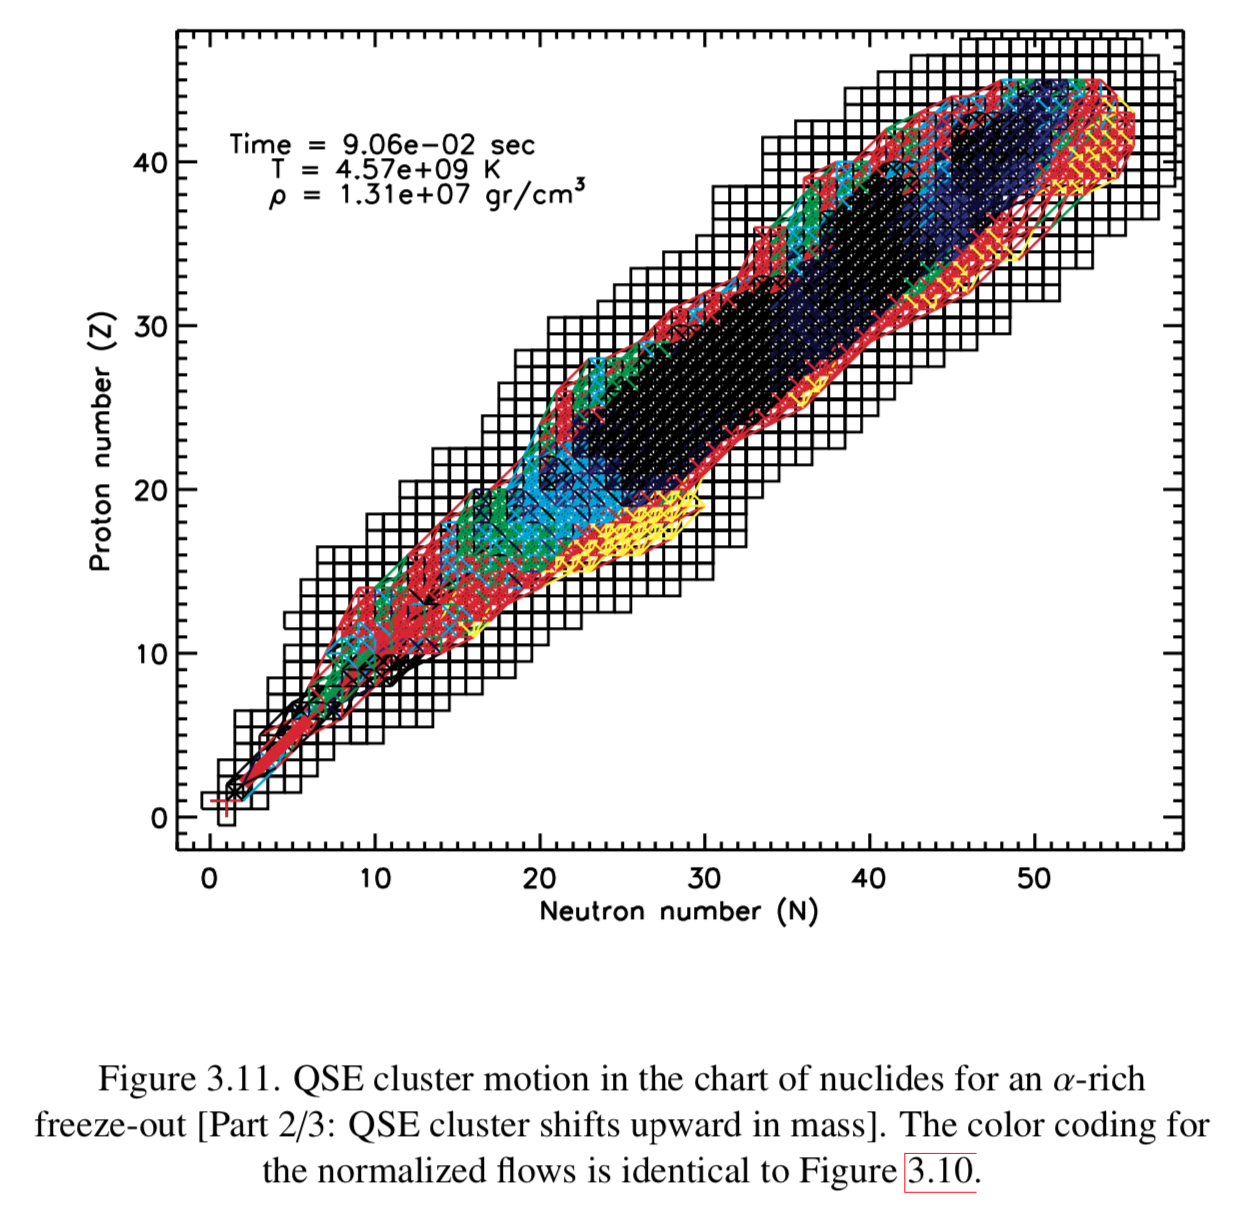 Time = 9.06e−02 sec
T = 4.57e+09 K
ρ = 1.31e+07 gr/cm³
40
30
20
10
0
Proton number (Z)
0 10 20 30 40 50
Neutron number (N)
Figure 3.11. QSE cluster motion in the chart of nuclides for an α-rich
freeze-out [Part 2/3: QSE cluster shifts upward in mass]. The color coding for
the normalized flows is identical to Figure 3.10.